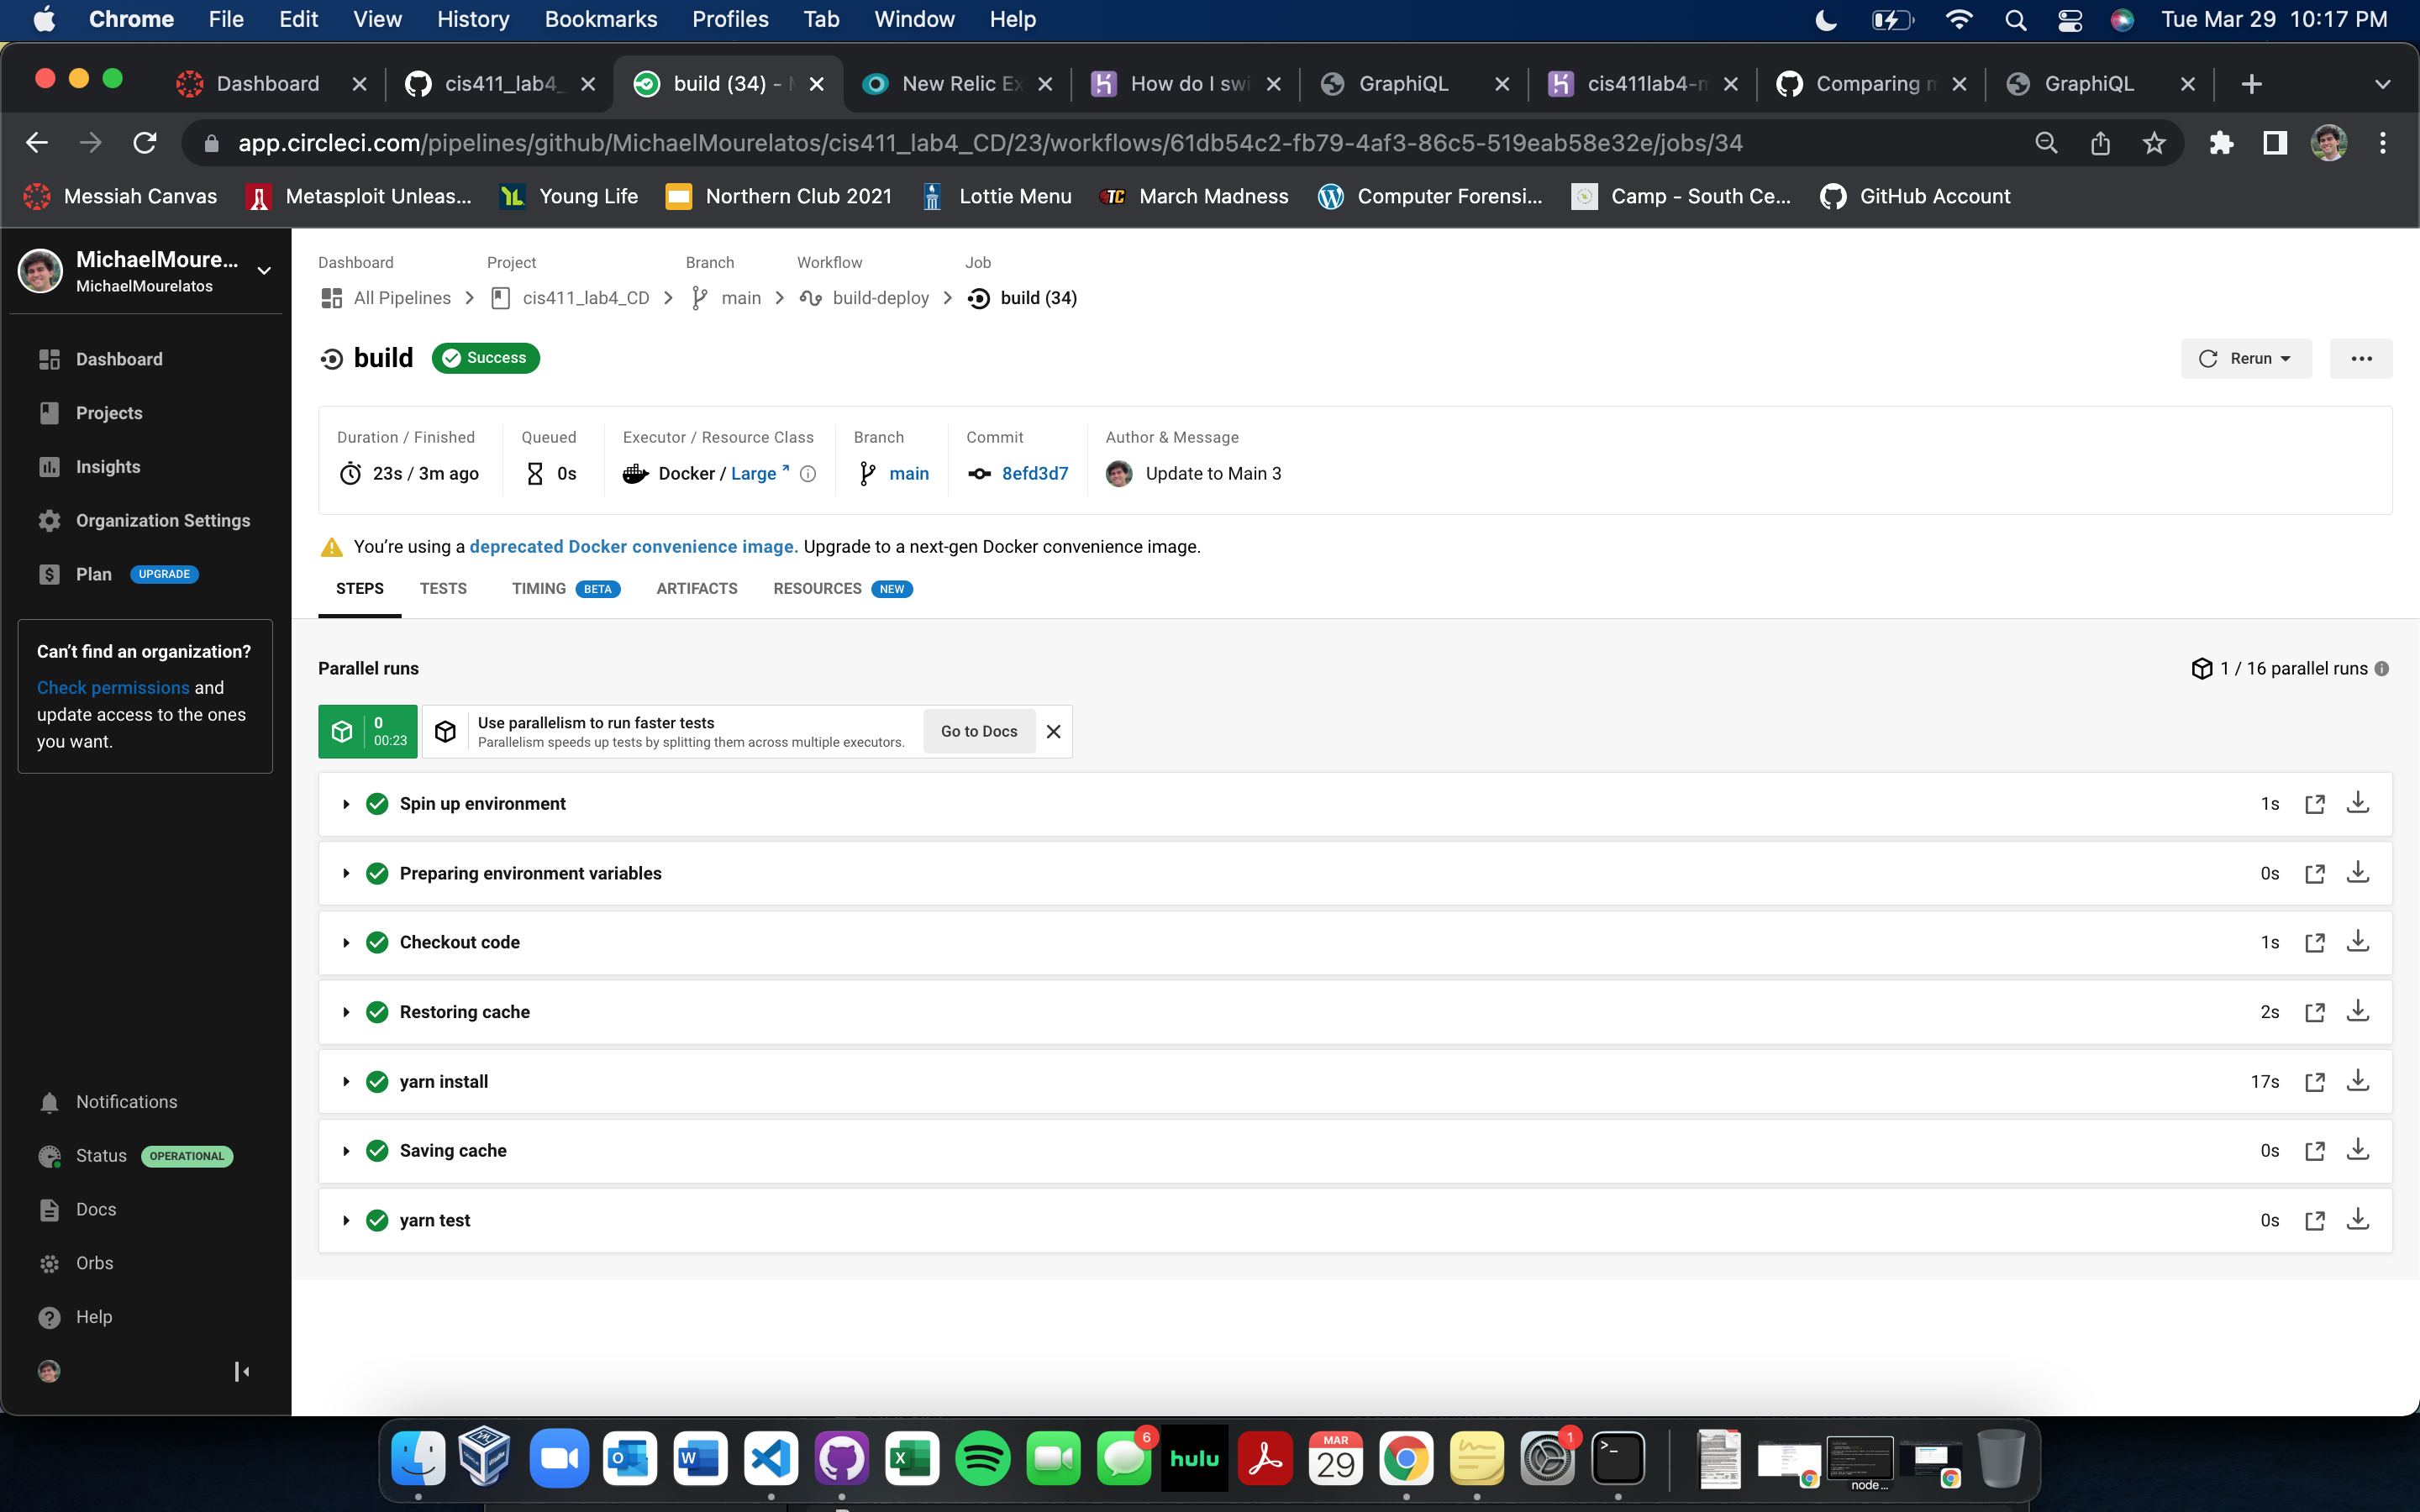 Chrome File Edit View History Bookmarks Profiles Tab Window Help Tue Mar 29 10:17 PM
Dashboard cis411_lab4_ build (34) - New Relic Ex How do I swi GraphiQL cis411lab4-m Comparing m GraphiQL
app.circleci.com/pipelines/github/MichaelMourelatos/cis411_lab4_CD/23/workflows/61db54c2-fb79-4af3-86c5-519eab58e32e/jobs/34
Messiah Canvas Metasploit Unleas... Young Life Northern Club 2021 Lottie Menu March Madness Computer Forensi... Camp - South Ce... GitHub Account
MichaelMoure...
MichaelMourelatos
Dashboard
Projects
Insights
Organization Settings
Plan UPGRADE
Can't find an organization?
Check permissions and
update access to the ones
you want.
Notifications
Status OPERATIONAL
Docs
Orbs
Help
Dashboard Project Branch Workflow Job
All Pipelines cis411_lab4_CD main build-deploy build (34)
build Success Rerun
Duration / Finished Queued Executor / Resource Class Branch Commit Author & Message
23s / 3m ago 0s Docker / Large main 8efd3d7 Update to Main 3
You're using a deprecated Docker convenience image. Upgrade to a next-gen Docker convenience image.
STEPS TESTS TIMING BETA ARTIFACTS RESOURCES NEW
Parallel runs 1 / 16 parallel runs
0
00:23
Use parallelism to run faster tests
Parallelism speeds up tests by splitting them across multiple executors.
Go to Docs
Spin up environment 1s
Preparing environment variables 0s
Checkout code 1s
Restoring cache 2s
yarn install 17s
Saving cache 0s
yarn test 0s
6
hulu
MAR
29
1
node...